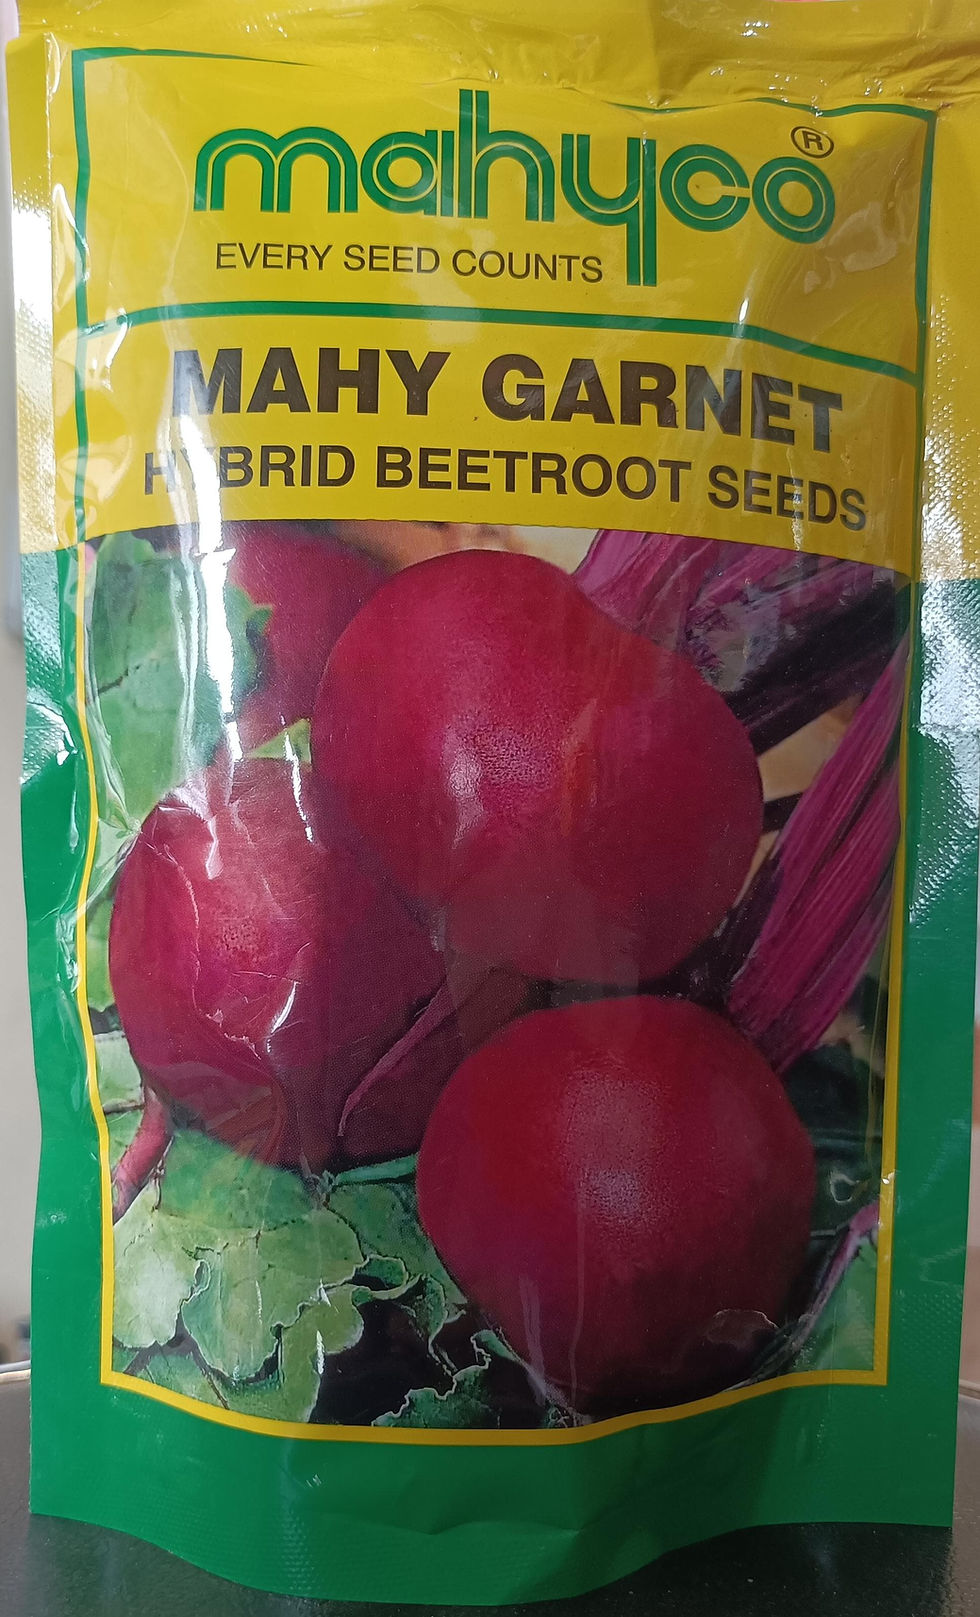 mahyco®
EVERY SEED COUNTS
MAHY GARNET
HYBRID BEETROOT SEEDS